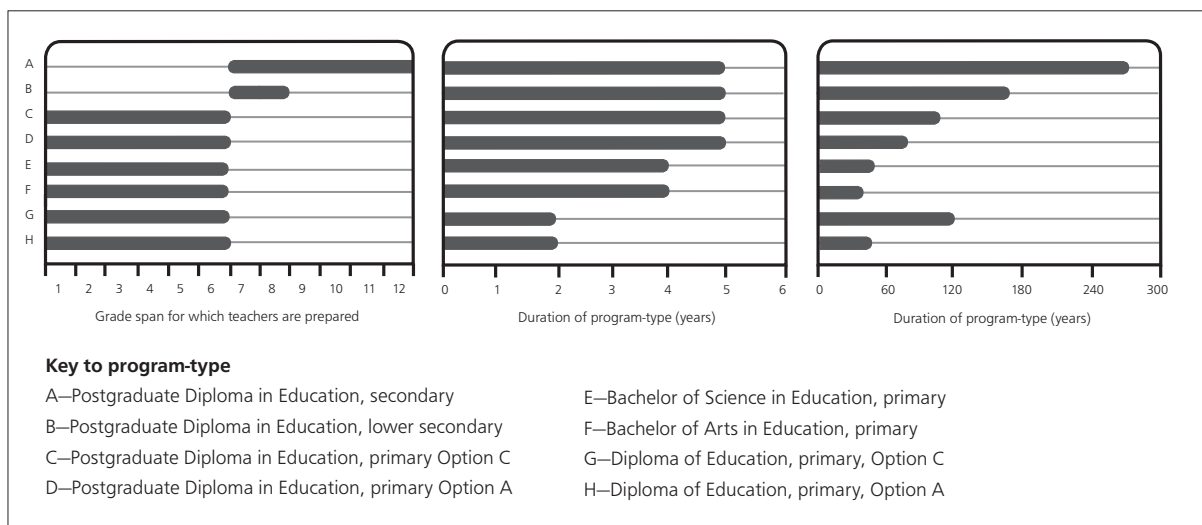 A
B
C
D
E
F
G
H
1 2 3 4 5 6 7 8 9 10 11 12
Grade span for which teachers are prepared
0 1 2 3 4 5 6
Duration of program-type (years)
0 60 120 180 240 300
Duration of program-type (years)
Key to program-type
A—Postgraduate Diploma in Education, secondary
B—Postgraduate Diploma in Education, lower secondary
C—Postgraduate Diploma in Education, primary Option C
D—Postgraduate Diploma in Education, primary Option A
E—Bachelor of Science in Education, primary
F—Bachelor of Arts in Education, primary
G—Diploma of Education, primary, Option C
H—Diploma of Education, primary, Option A